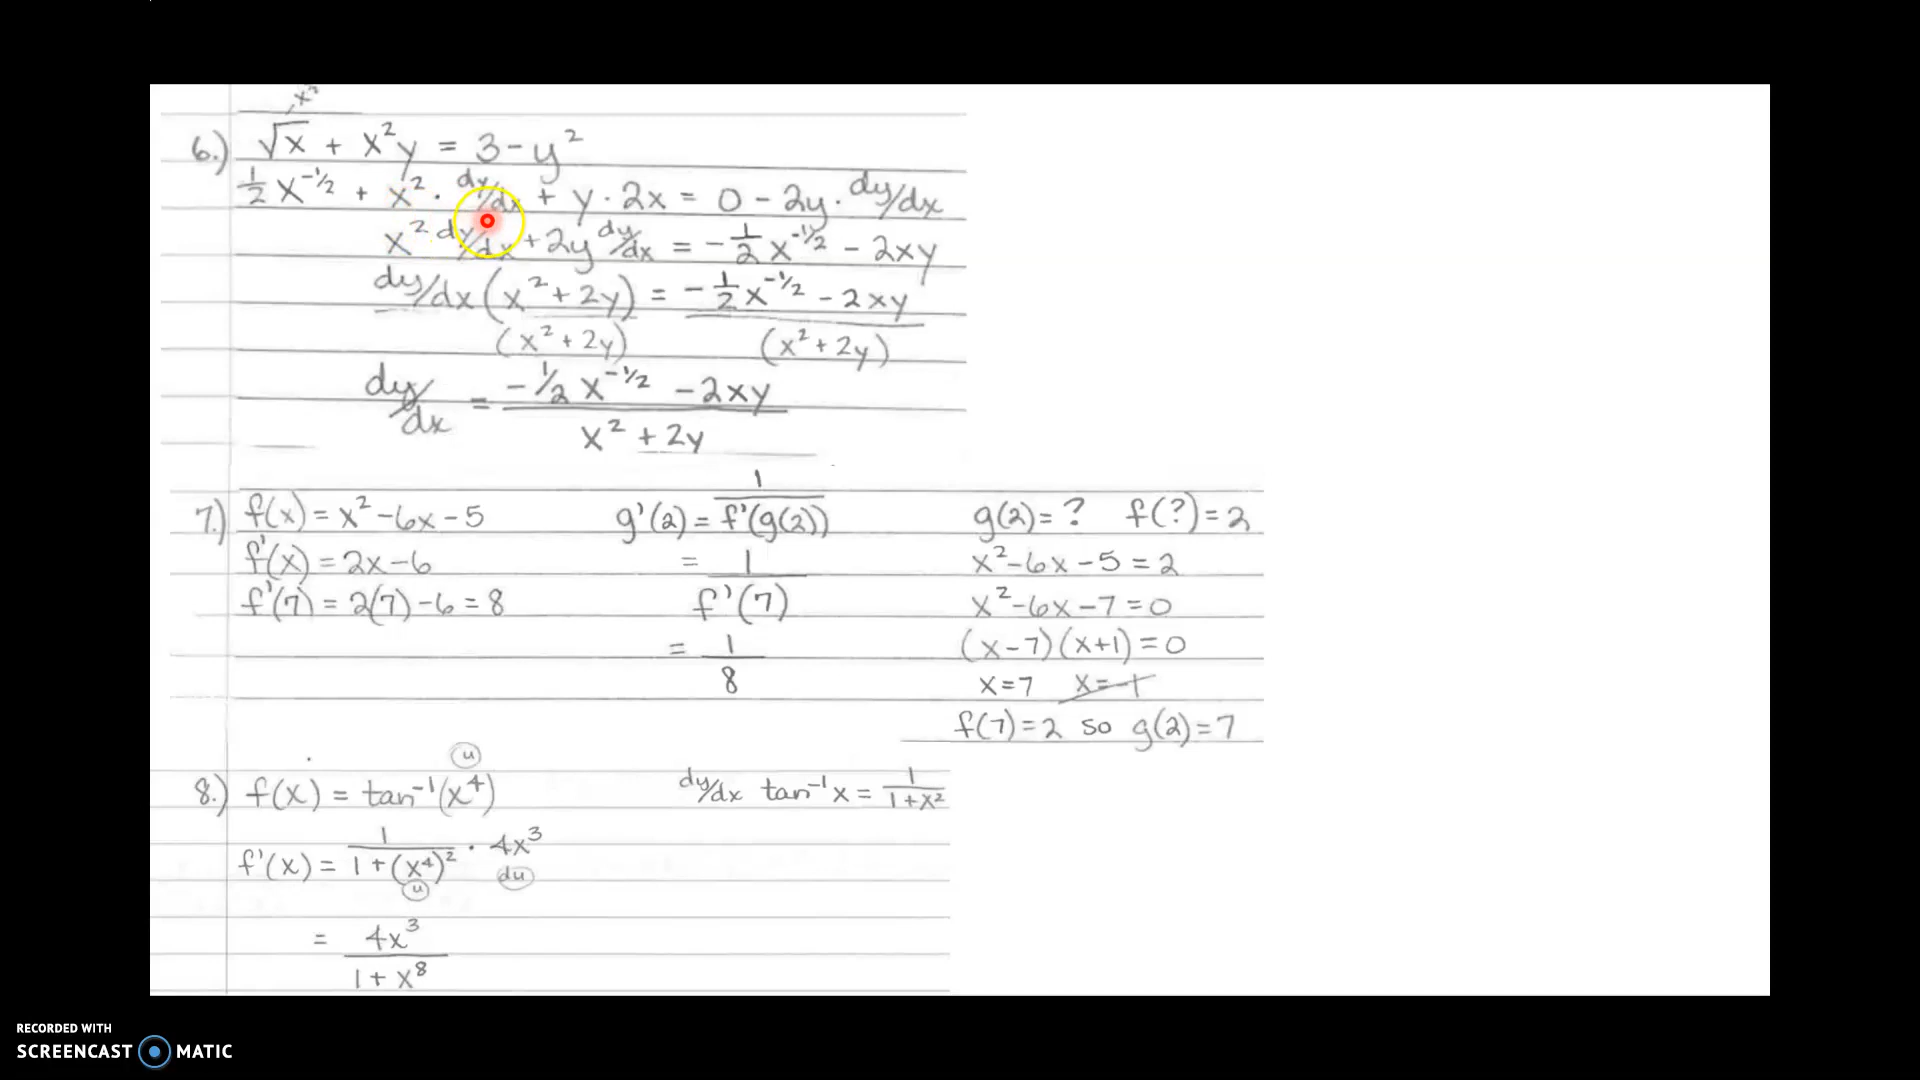 x²
6.) √x + x²y = 3 - y²
½x^-1/2 + x² · dy/dx + y · 2x = 0 - 2y · dy/dx
x² dy/dx + 2y dy/dx = -½x^-1/2 - 2xy
dy/dx (x² + 2y) = -½x^-1/2 - 2xy
(x² + 2y) (x² + 2y)
dy/dx = (-½x^-1/2 - 2xy) / (x² + 2y)
7.) f(x) = x² - 6x - 5
f'(x) = 2x - 6
f'(7) = 2(7) - 6 = 8
g'(2) = 1 / f'(g(2))
= 1 / f'(7)
= 1 / 8
g(2) = ? f(?) = 2
x² - 6x - 5 = 2
x² - 6x - 7 = 0
(x - 7)(x + 1) = 0
x = 7 x = -1
f(7) = 2 so g(2) = 7
u
8.) f(x) = tan⁻¹(x⁴)
dy/dx tan⁻¹x = 1 / 1 + x²
f'(x) = 1 / 1 + (x⁴)² · 4x³
u du
= 4x³ / 1 + x⁸
RECORDED WITH
SCREENCAST MATIC